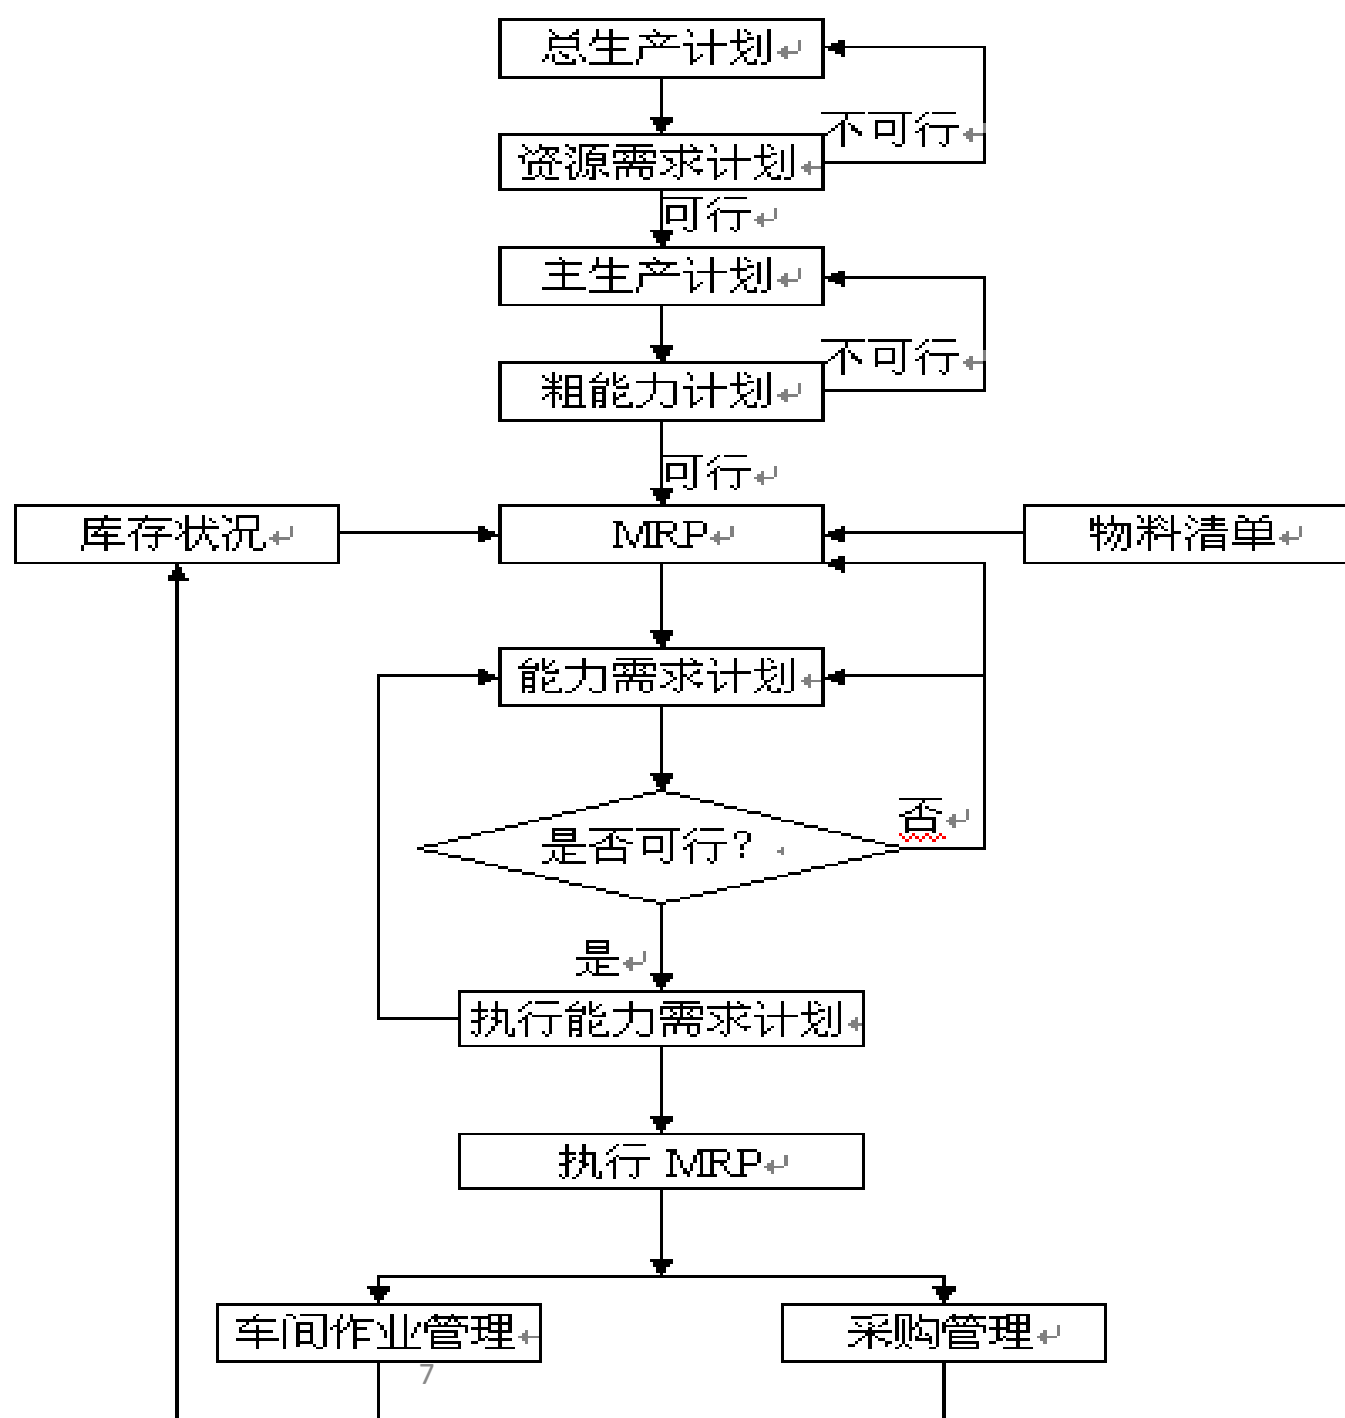 总生产计划
不可行
资源需求计划
可行
主生产计划
不可行
粗能力计划
可行
库存状况
MRP
物料清单
能力需求计划
否
是否可行?
是
执行能力需求计划
执行 MRP
车间作业管理
采购管理
7